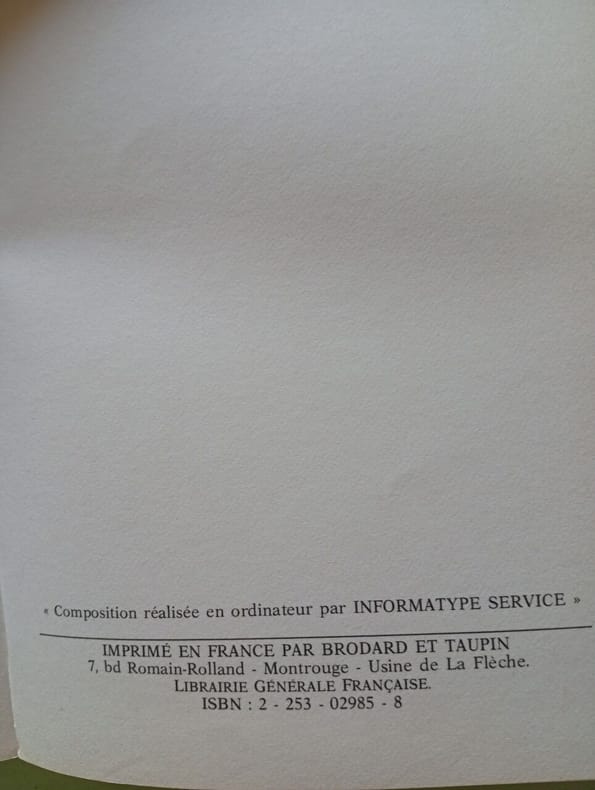 « Composition réalisée en ordinateur par INFORMATYPE SERVICE »
IMPRIMÉ EN FRANCE PAR BRODARD ET TAUPIN
7, bd Romain-Rolland - Montrouge - Usine de La Flèche.
LIBRAIRIE GÉNÉRALE FRANÇAISE.
ISBN : 2 - 253 - 02985 - 8